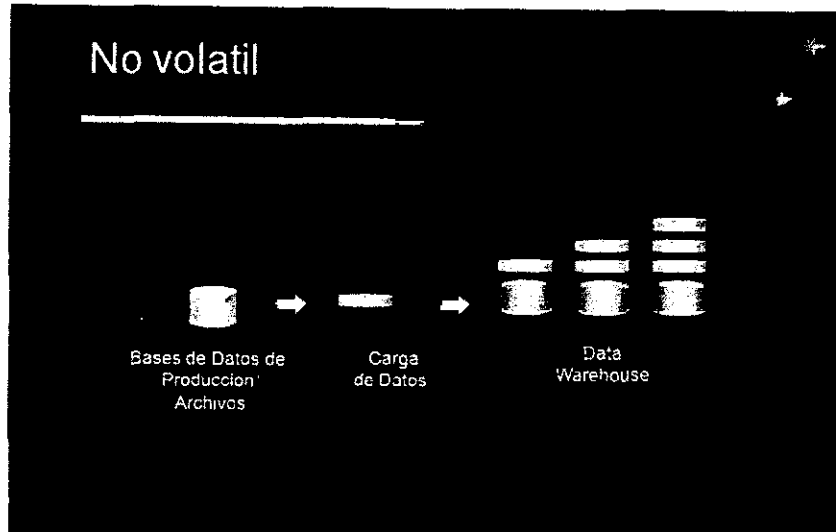 No volatil
Bases de Datos de
Produccion
Archivos
Carga
de Datos
Data
Warehouse